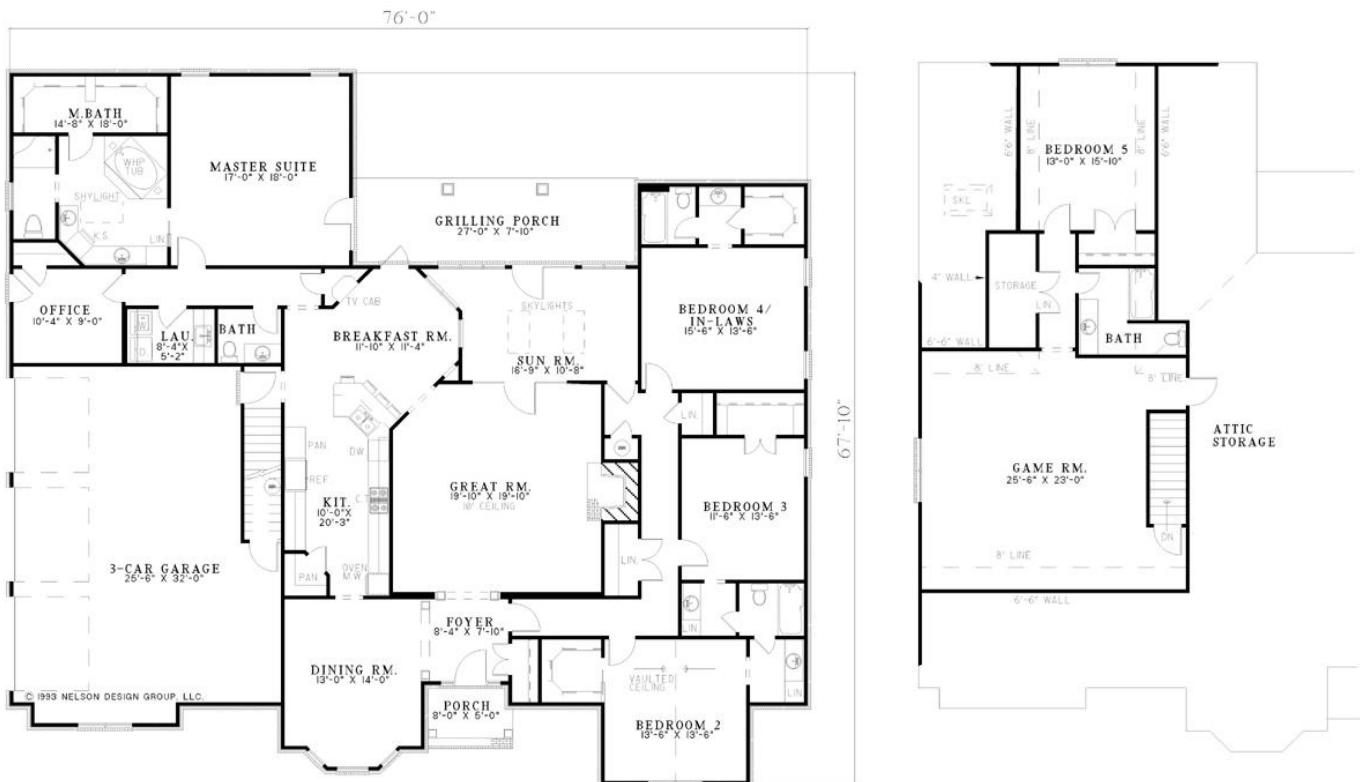 76'-0"
M.BATH
14'-8" X 18'-0"
WHP
TUB
SKYLIGHT
K.S.
LIN.
MASTER SUITE
17'-0" X 18'-0"
GRILLING PORCH
27'-0" X 7'-10"
OFFICE
10'-4" X 9'-0"
W
D
LAU.
8'-4"X
5'-2"
BATH
TV CAB
BREAKFAST RM.
11'-10" X 11'-4"
SKYLIGHTS
SUN RM.
16'-9" X 10'-8"
BEDROOM 4/
IN-LAWS
15'-6" X 13'-6"
LIN.
67'-10"
PAN
REF
DW
C.T.
KIT.
10'-0"X
20'-3"
OVEN
M.W.
PAN
GREAT RM.
19'-10" X 19'-10"
10' CEILING
BEDROOM 3
11'-6" X 13'-6"
LIN.
3-CAR GARAGE
25'-6" X 32'-0"
FOYER
8'-4" X 7'-10"
LIN
DINING RM.
13'-0" X 14'-0"
VAULTED
CEILING
LIN
© 1993 NELSON DESIGN GROUP, LLC.
PORCH
8'-0" X 5'-0"
BEDROOM 2
13'-6" X 13'-6"
6'6" WALL
8' LINE
BEDROOM 5
13'-0" X 15'-10"
8' LINE
6'6" WALL
SKL
4' WALL
STORAGE
LIN
BATH
6'-6" WALL
8' LINE
8' LINE
ATTIC
STORAGE
GAME RM.
25'-6" X 23'-0"
DN
8' LINE
6'-6" WALL